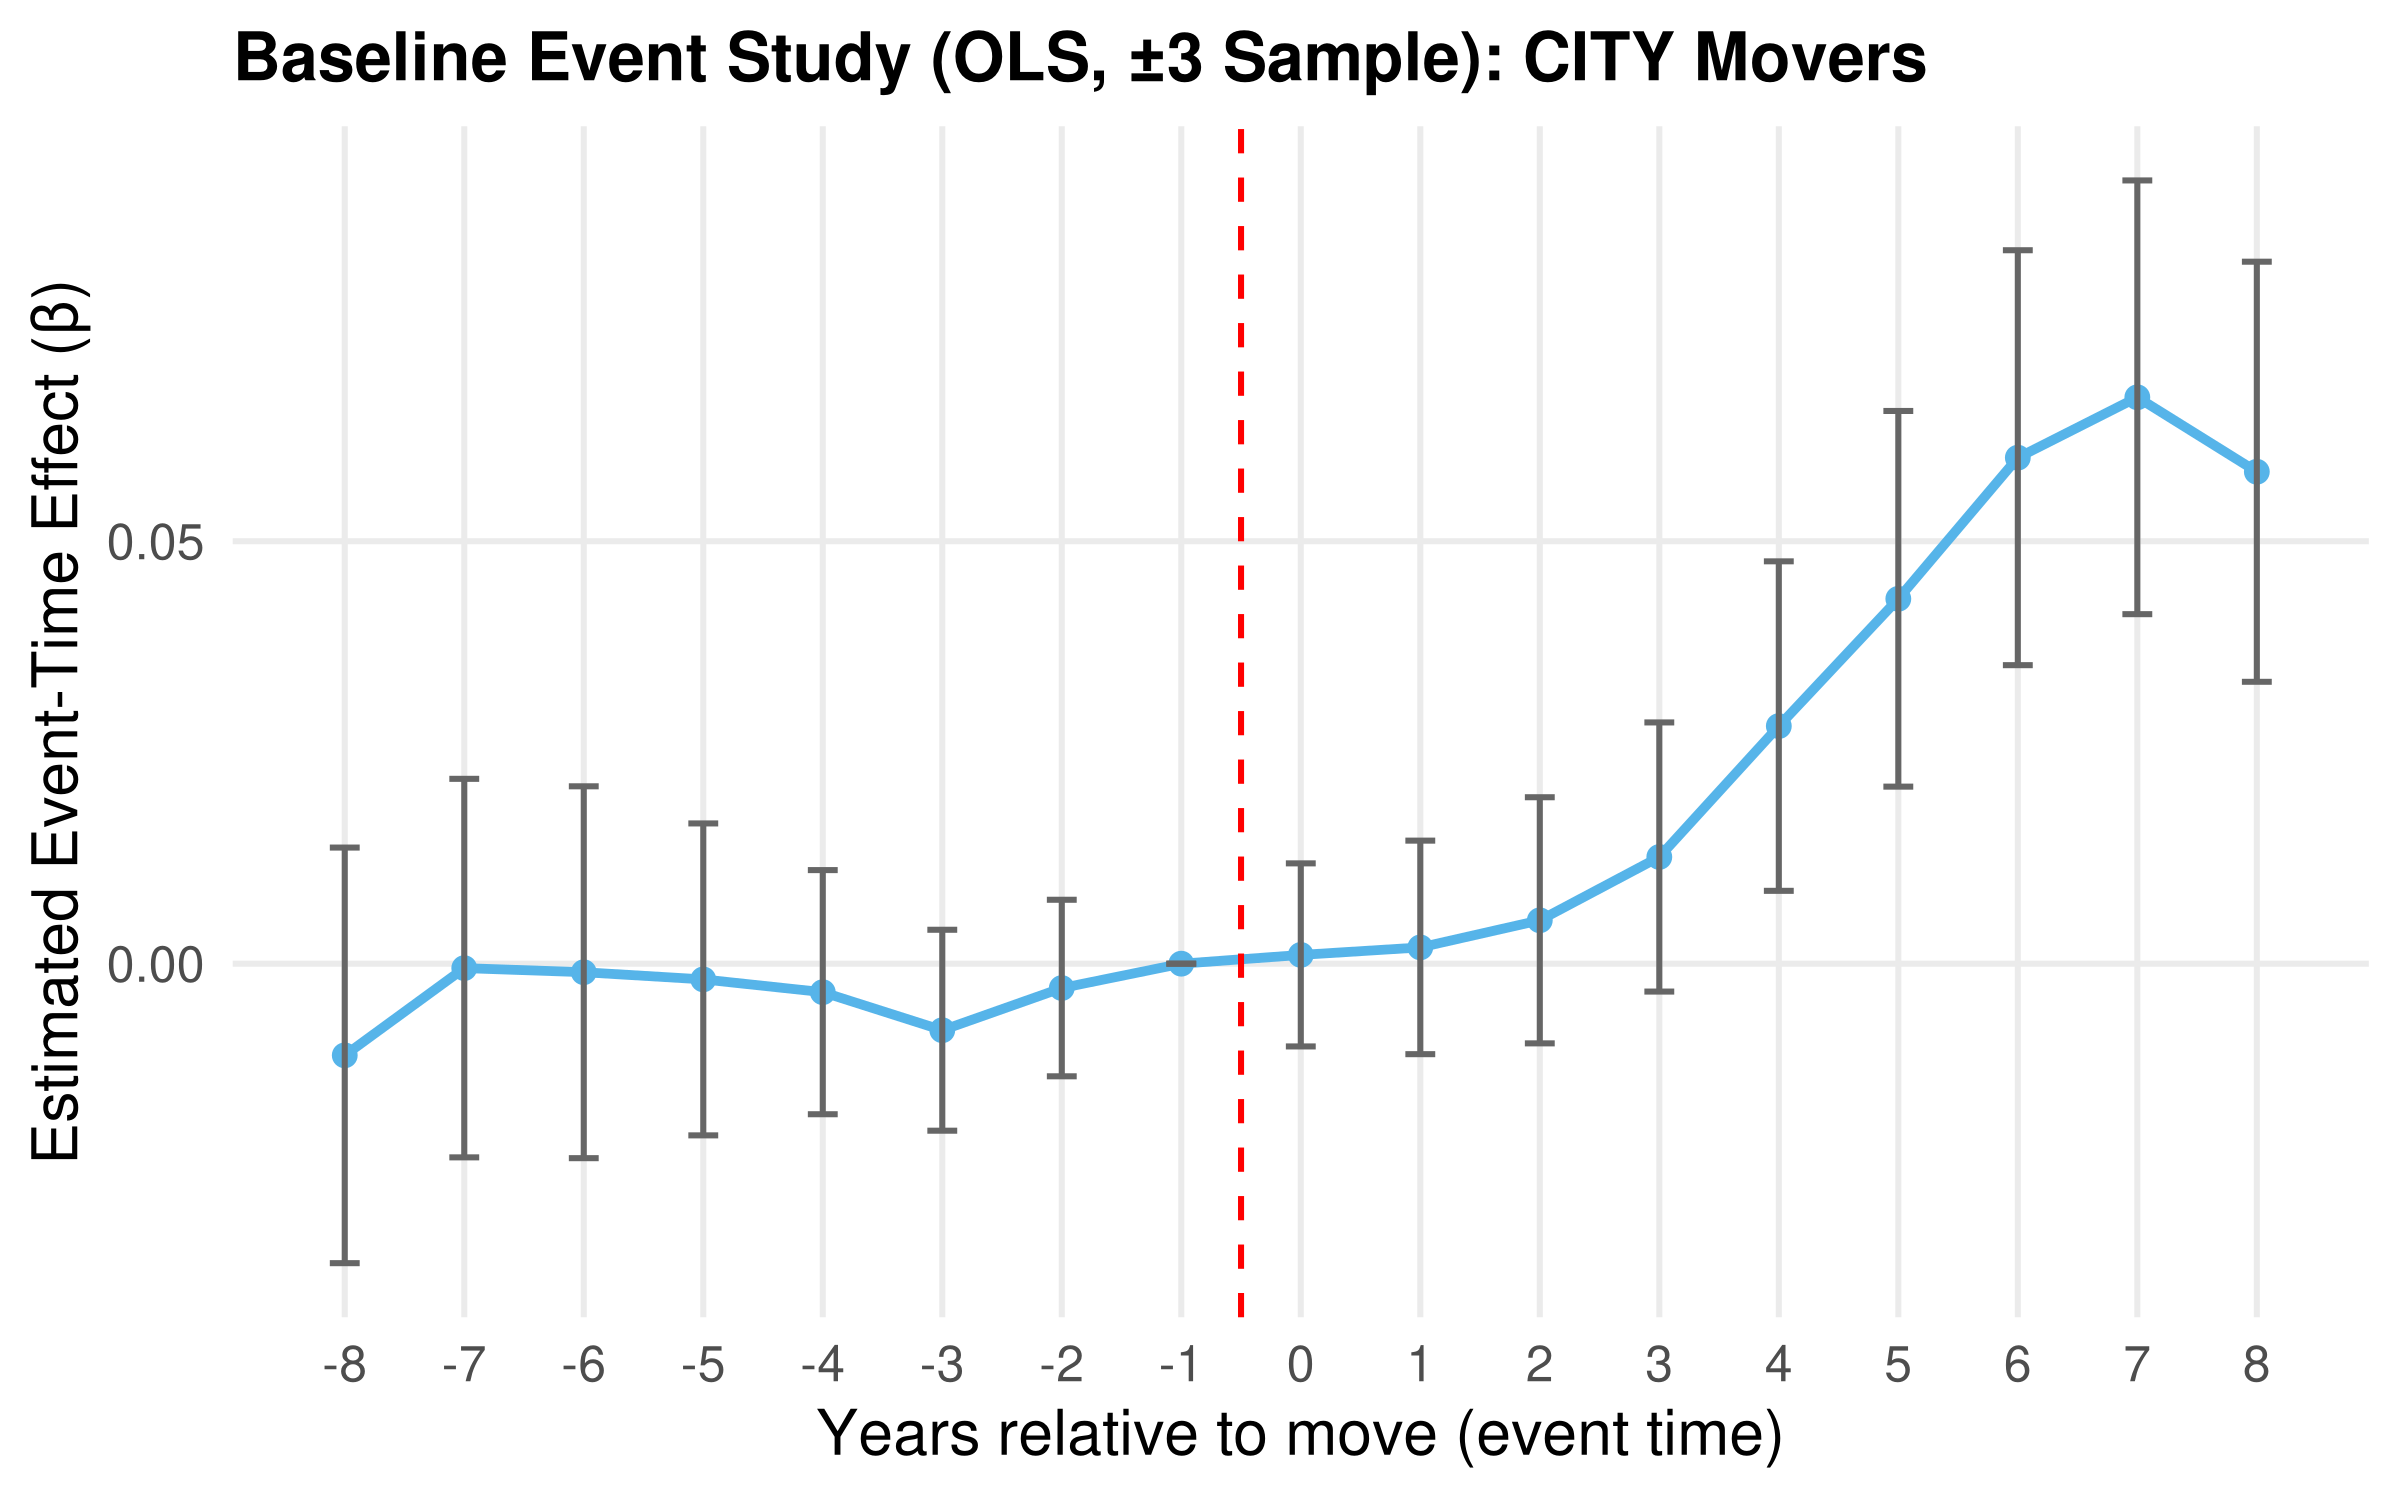 Baseline Event Study (OLS, ±3 Sample): CITY Movers
Estimated Event-Time Effect (β)
0.05
0.00
-8 -7 -6 -5 -4 -3 -2 -1 0 1 2 3 4 5 6 7 8
Years relative to move (event time)